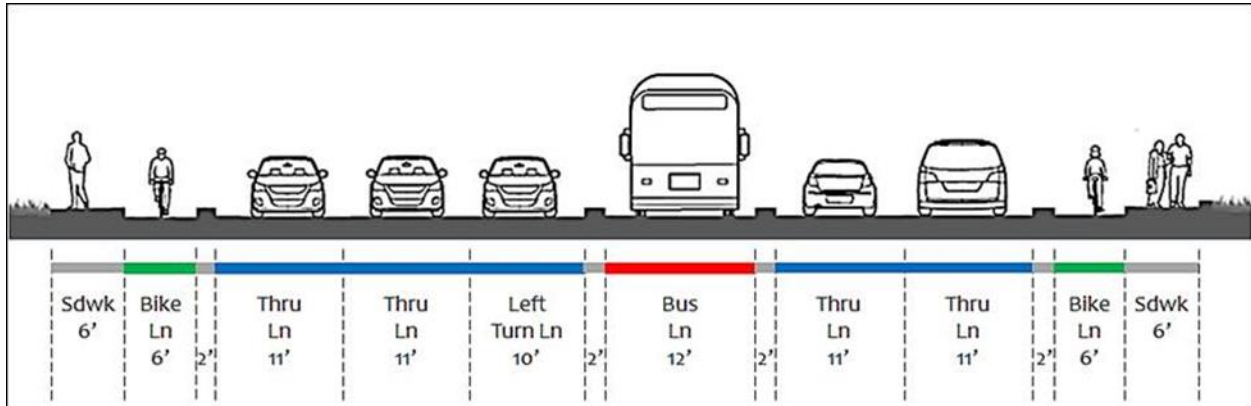 Sdwk
6’
Bike
Ln
6’
2’
Thru
Ln
11’
Thru
Ln
11’
Left
Turn Ln
10’
2’
Bus
Ln
12’
2’
Thru
Ln
11’
Thru
Ln
11’
2’
Bike
Ln
6’
Sdwk
6’